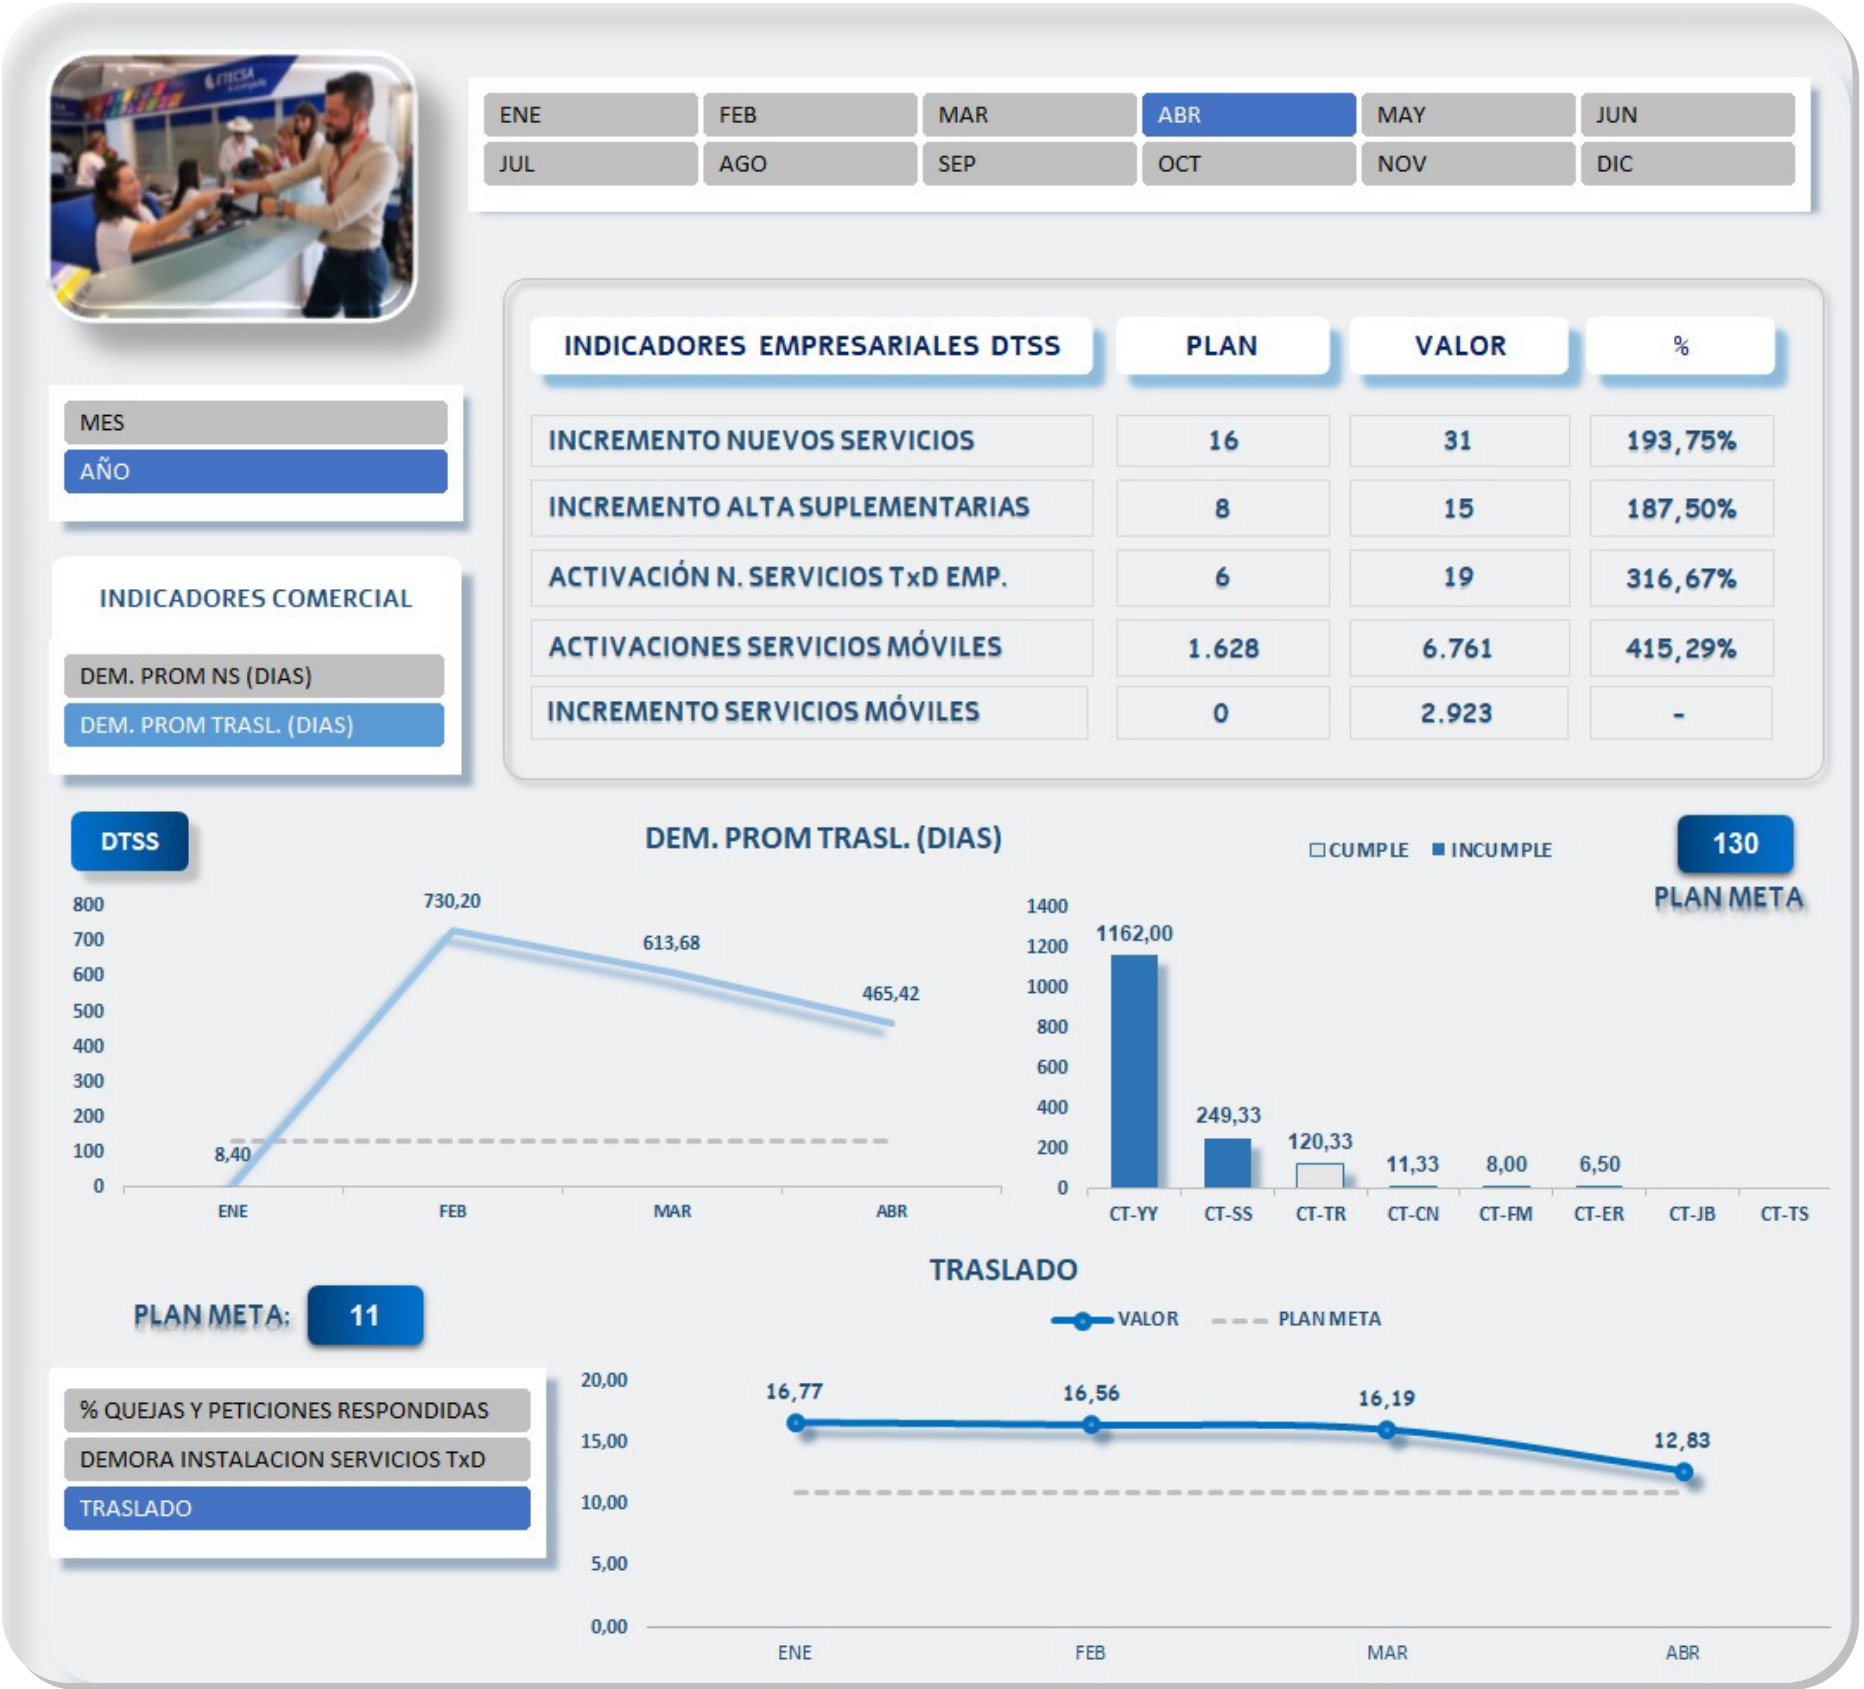 ETECSA
ENE FEB MAR ABR MAY JUN
JUL AGO SEP OCT NOV DIC
INDICADORES EMPRESARIALES DTSS PLAN VALOR %
INCREMENTO NUEVOS SERVICIOS 16 31 193,75%
INCREMENTO ALTA SUPLEMENTARIAS 8 15 187,50%
ACTIVACIÓN N. SERVICIOS TxD EMP. 6 19 316,67%
ACTIVACIONES SERVICIOS MÓVILES 1.628 6.761 415,29%
INCREMENTO SERVICIOS MÓVILES 0 2.923 -
MES
AÑO
INDICADORES COMERCIAL
DEM. PROM NS (DIAS)
DEM. PROM TRASL. (DIAS)
DTSS
DEM. PROM TRASL. (DIAS)
800
700
600
500
400
300
200
100
0
730,20
613,68
465,42
8,40
ENE FEB MAR ABR
CUMPLE INCUMPLE
130
PLAN META
1400
1200
1000
800
600
400
200
0
1162,00
249,33
120,33
11,33 8,00 6,50
CT-YY CT-SS CT-TR CT-CN CT-FM CT-ER CT-JB CT-TS
PLAN META: 11
% QUEJAS Y PETICIONES RESPONDIDAS
DEMORA INSTALACION SERVICIOS TxD
TRASLADO
TRASLADO
VALOR PLAN META
20,00
15,00
10,00
5,00
0,00
16,77 16,56 16,19 12,83
ENE FEB MAR ABR